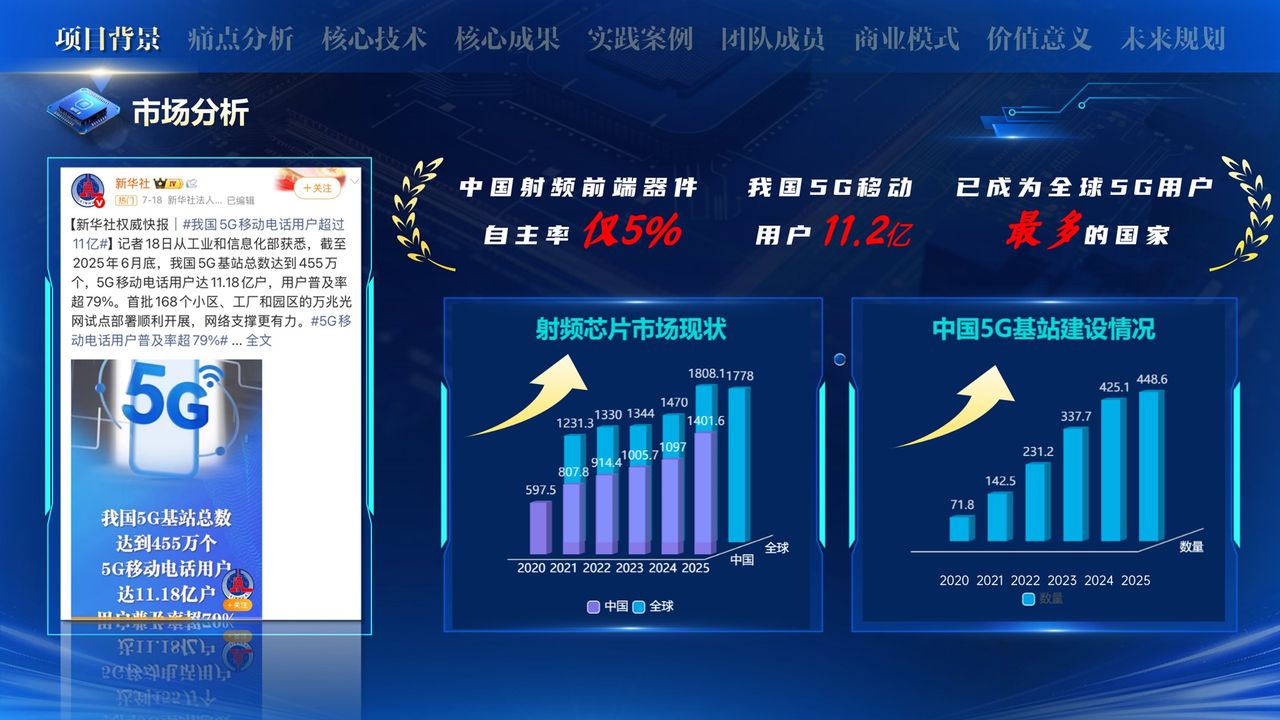 项目背景 痛点分析 核心技术 核心成果 实践案例 团队成员 商业模式 价值意义 未来规划
市场分析
新华社
+关注
热门 7-18 新华社法人... 已编辑
【新华社权威快报｜#我国5G移动电话用户超过
11亿#】记者18日从工业和信息化部获悉，截至
2025年6月底，我国5G基站总数达到455万
个，5G移动电话用户达11.18亿户，用户普及率
超79%。首批168个小区、工厂和园区的万兆光
网试点部署顺利开展，网络支撑更有力。#5G移
动电话用户普及率超79%# ... 全文
5G
我国5G基站总数
达到455万个
5G移动电话用户
达11.18亿户
用户普及率超79%
+关注
中国射频前端器件
自主率 仅5%
我国5G移动
用户 11.2亿
已成为全球5G用户
最多的国家
射频芯片市场现状
1808.1 1778
1231.3 1330 1344 1470
1401.6
807.8 914.4 1005.7 1097
597.5
2020 2021 2022 2023 2024 2025
中国
全球
中国 全球
中国5G基站建设情况
71.8 142.5 231.2 337.7 425.1 448.6
数量
2020 2021 2022 2023 2024 2025
数量